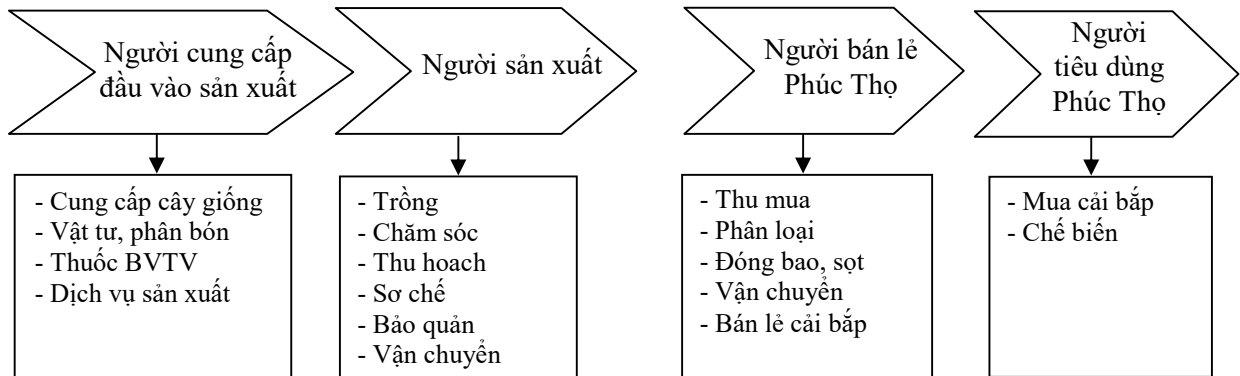 Người cung cấp
đầu vào sản xuất
Người sản xuất
Người bán lẻ
Phúc Thọ
Người
tiêu dùng
Phúc Thọ
- Cung cấp cây giống
- Vật tư, phân bón
- Thuốc BVTV
- Dịch vụ sản xuất
- Trồng
- Chăm sóc
- Thu hoach
- Sơ chế
- Bảo quản
- Vận chuyển
- Thu mua
- Phân loại
- Đóng bao, sọt
- Vận chuyển
- Bán lẻ cải bắp
- Mua cải bắp
- Chế biến